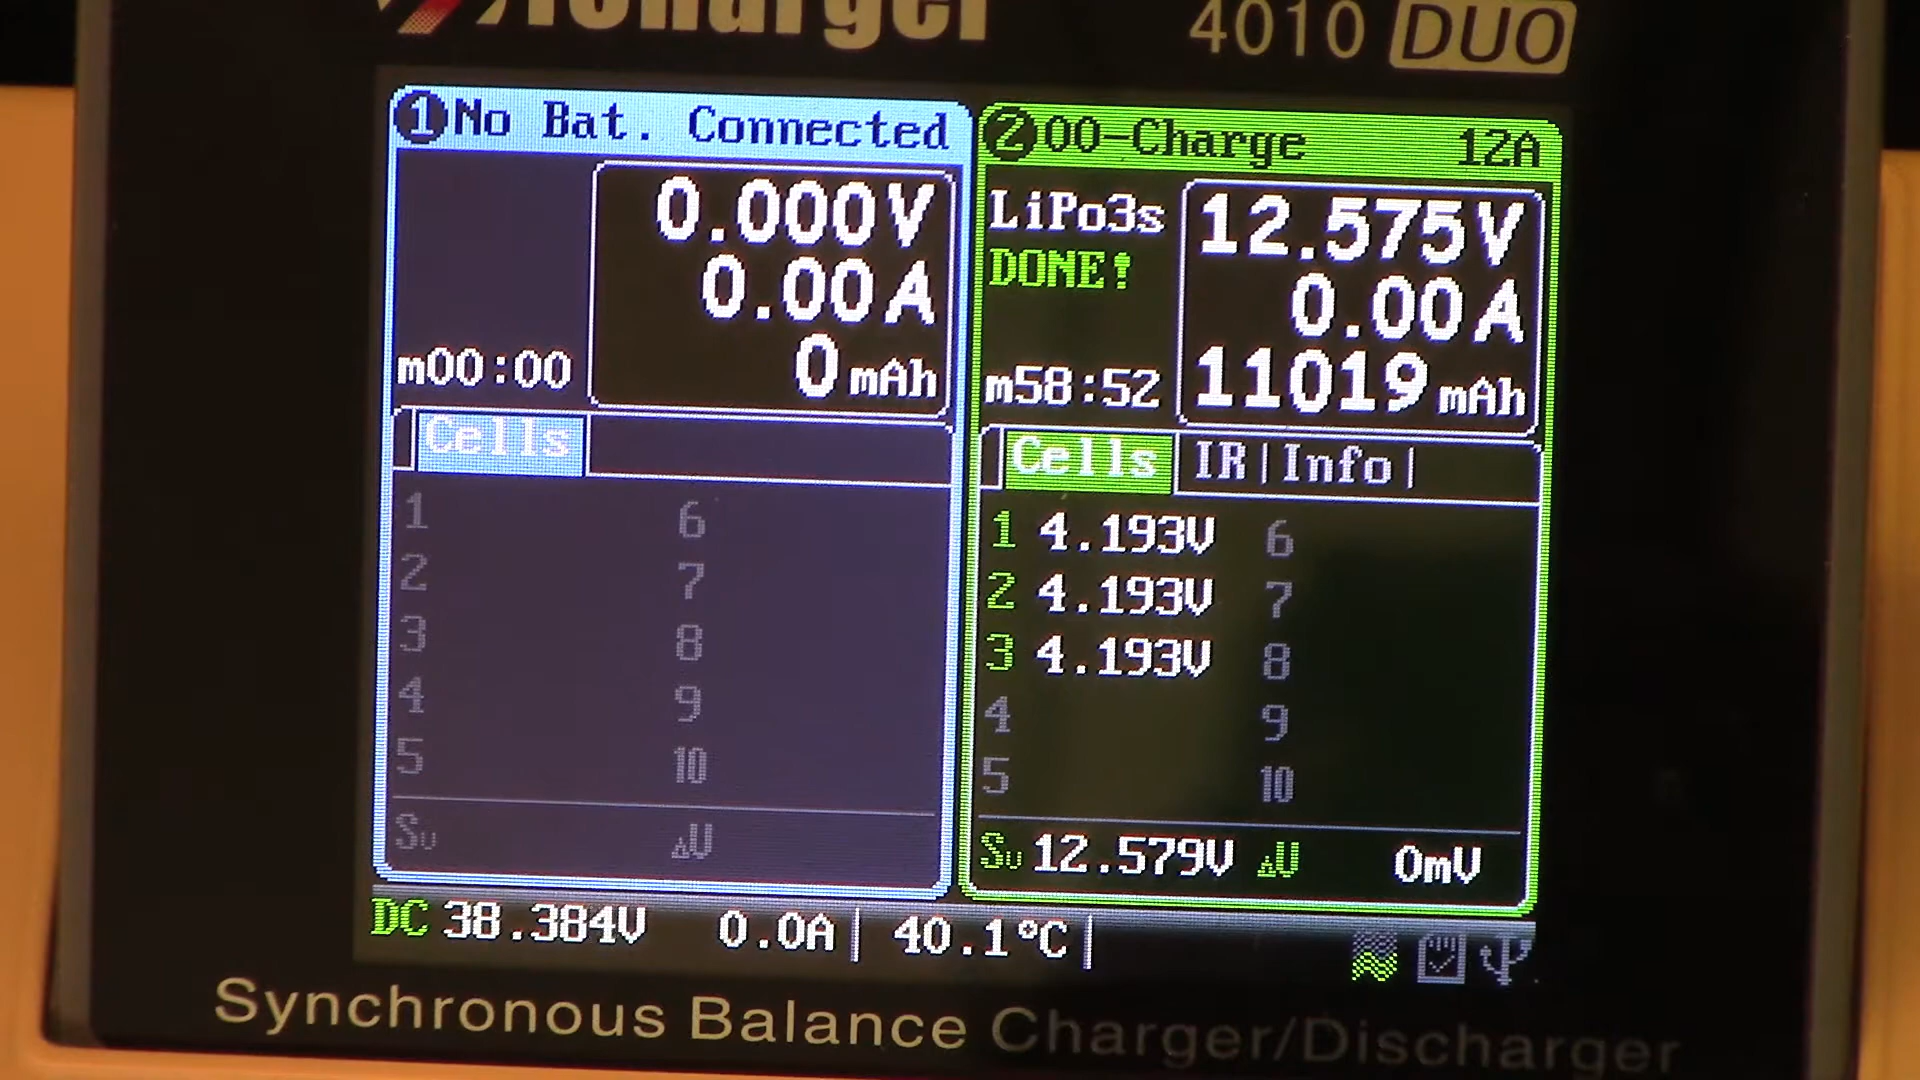 iCharger
4010 DUO
1 No Bat. Connected
0.000V
0.00A
m00:00 0mAh
Cells
1 6
2 7
3 8
4 9
5 10
Su ΔU
2 00-Charge 12A
LiPo3s 12.575V
DONE! 0.00A
m58:52 11019mAh
Cells IR|Info|
1 4.193V 6
2 4.193V 7
3 4.193V 8
4 9
5 10
Su 12.579V ΔU 0mV
DC 38.384V 0.0A| 40.1°C|
Synchronous Balance Charger/Discharger